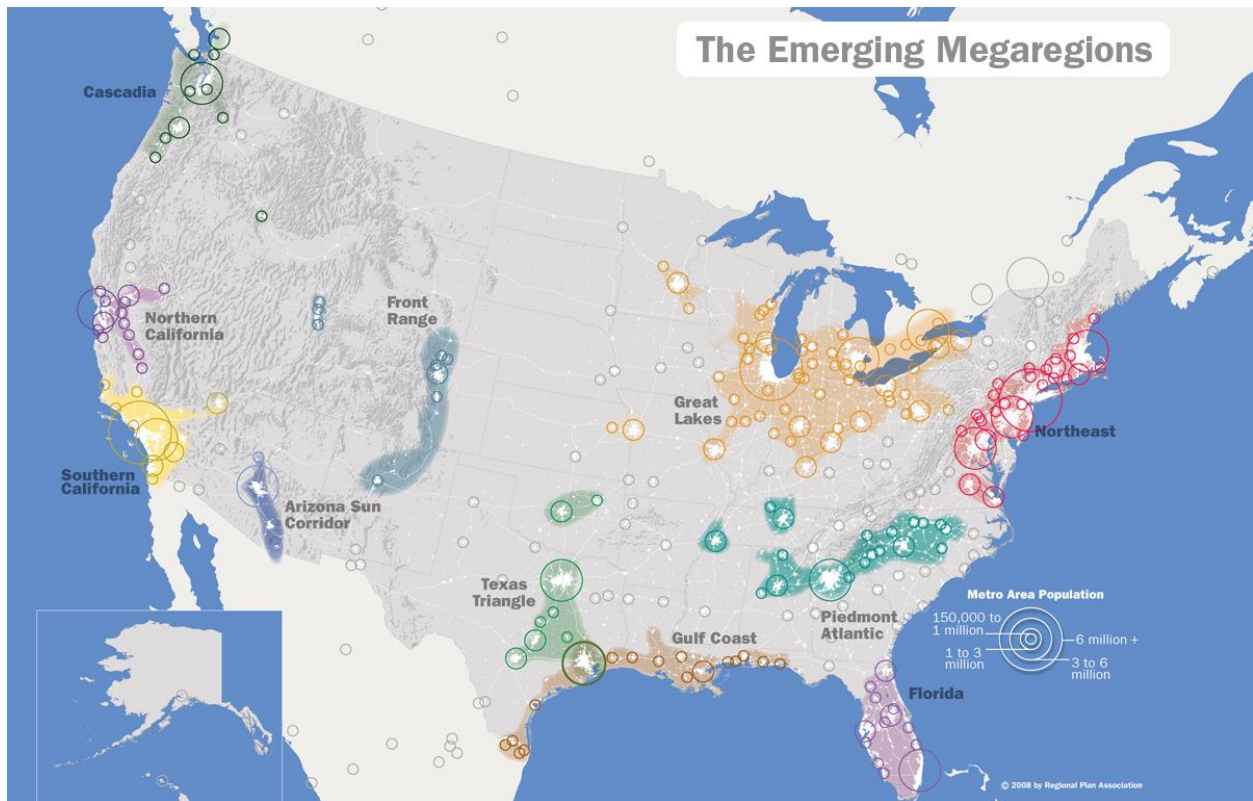 The Emerging Megaregions
Cascadia
Northern
California
Front
Range
Southern
California
Arizona Sun
Corridor
Great
Lakes
Northeast
Texas
Triangle
Gulf Coast
Piedmont
Atlantic
Florida
Metro Area Population
150,000 to
1 million
1 to 3
million
6 million +
3 to 6
million
© 2008 by Regional Plan Association